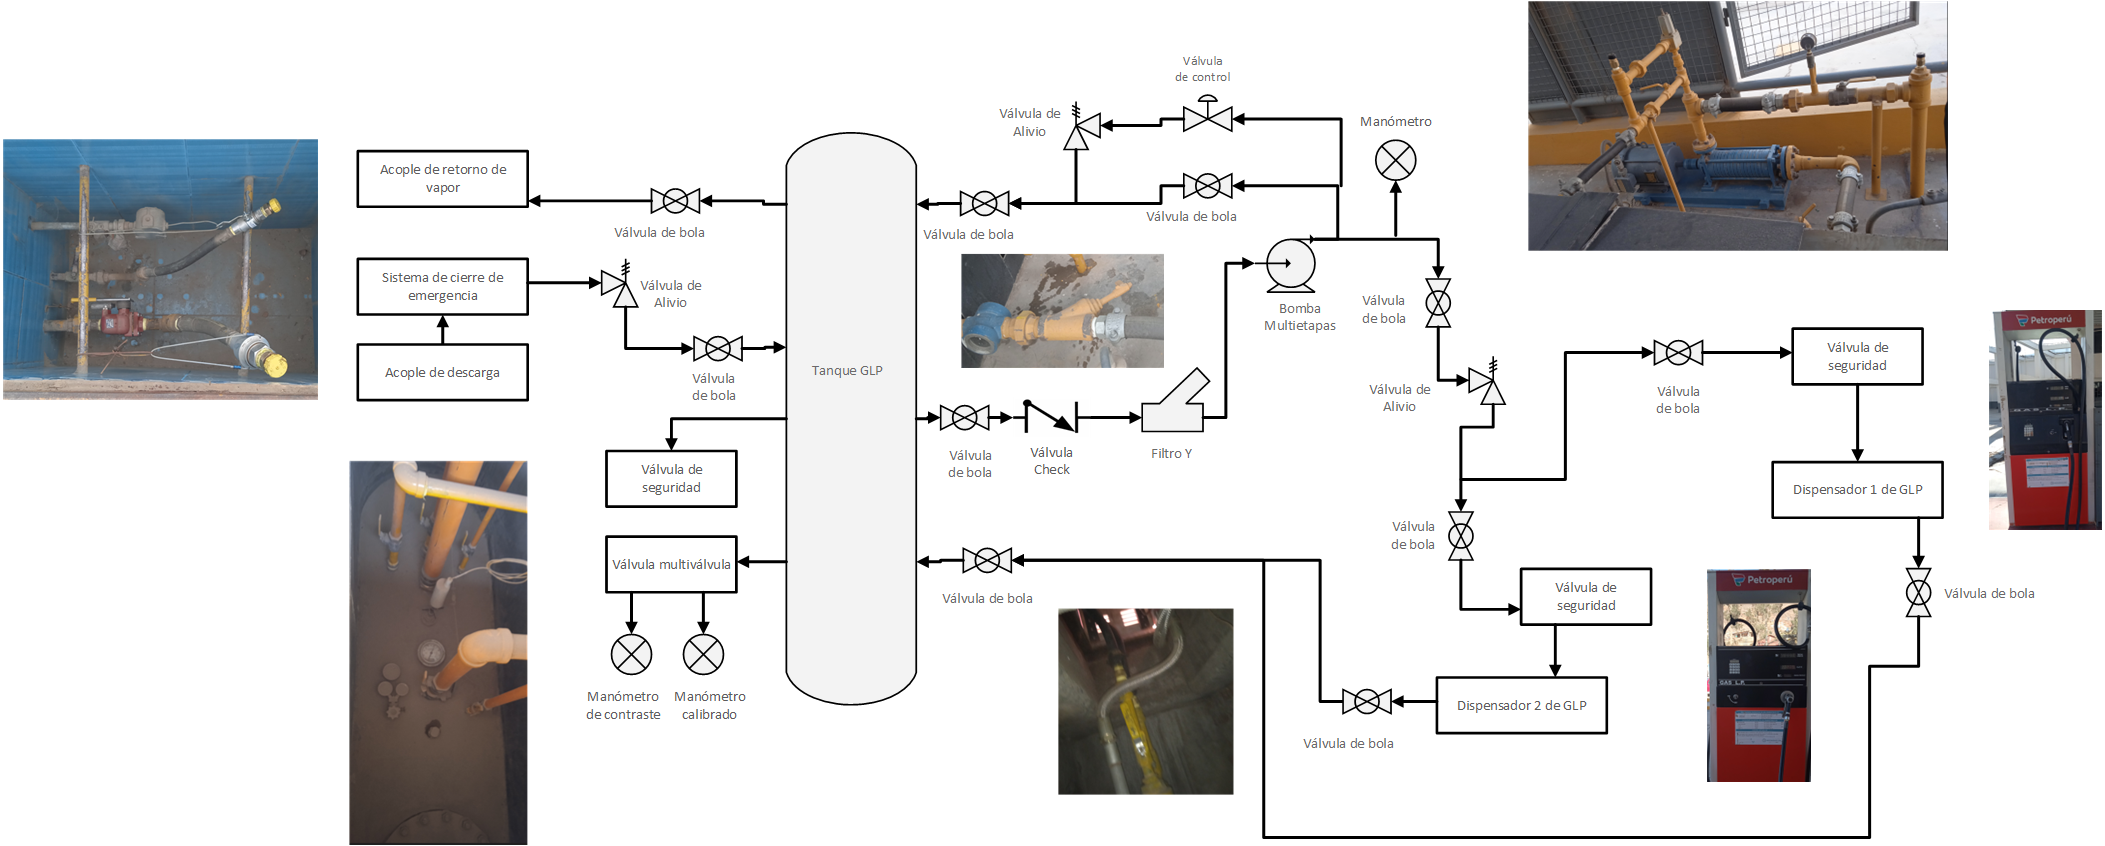 Válvula
de control
Válvula de
Alivio
Manómetro
Acople de retorno de
vapor
Válvula de bola
Válvula de bola
Válvula de bola
Sistema de cierre de
emergencia
Válvula de
Alivio
Bomba
Multietapas
Válvula
de bola
Acople de descarga
Válvula
de bola
Tanque GLP
Válvula de
Alivio
Válvula
de bola
Válvula de
seguridad
Petroperú
Válvula de
seguridad
Válvula
de bola
Válvula
Check
Filtro Y
Dispensador 1 de GLP
Válvula
de bola
Válvula multiválvula
Válvula de bola
Válvula de
seguridad
Petroperú
GAS L.P.
Válvula de bola
Manómetro
de contraste
Manómetro
calibrado
Dispensador 2 de GLP
Válvula de bola